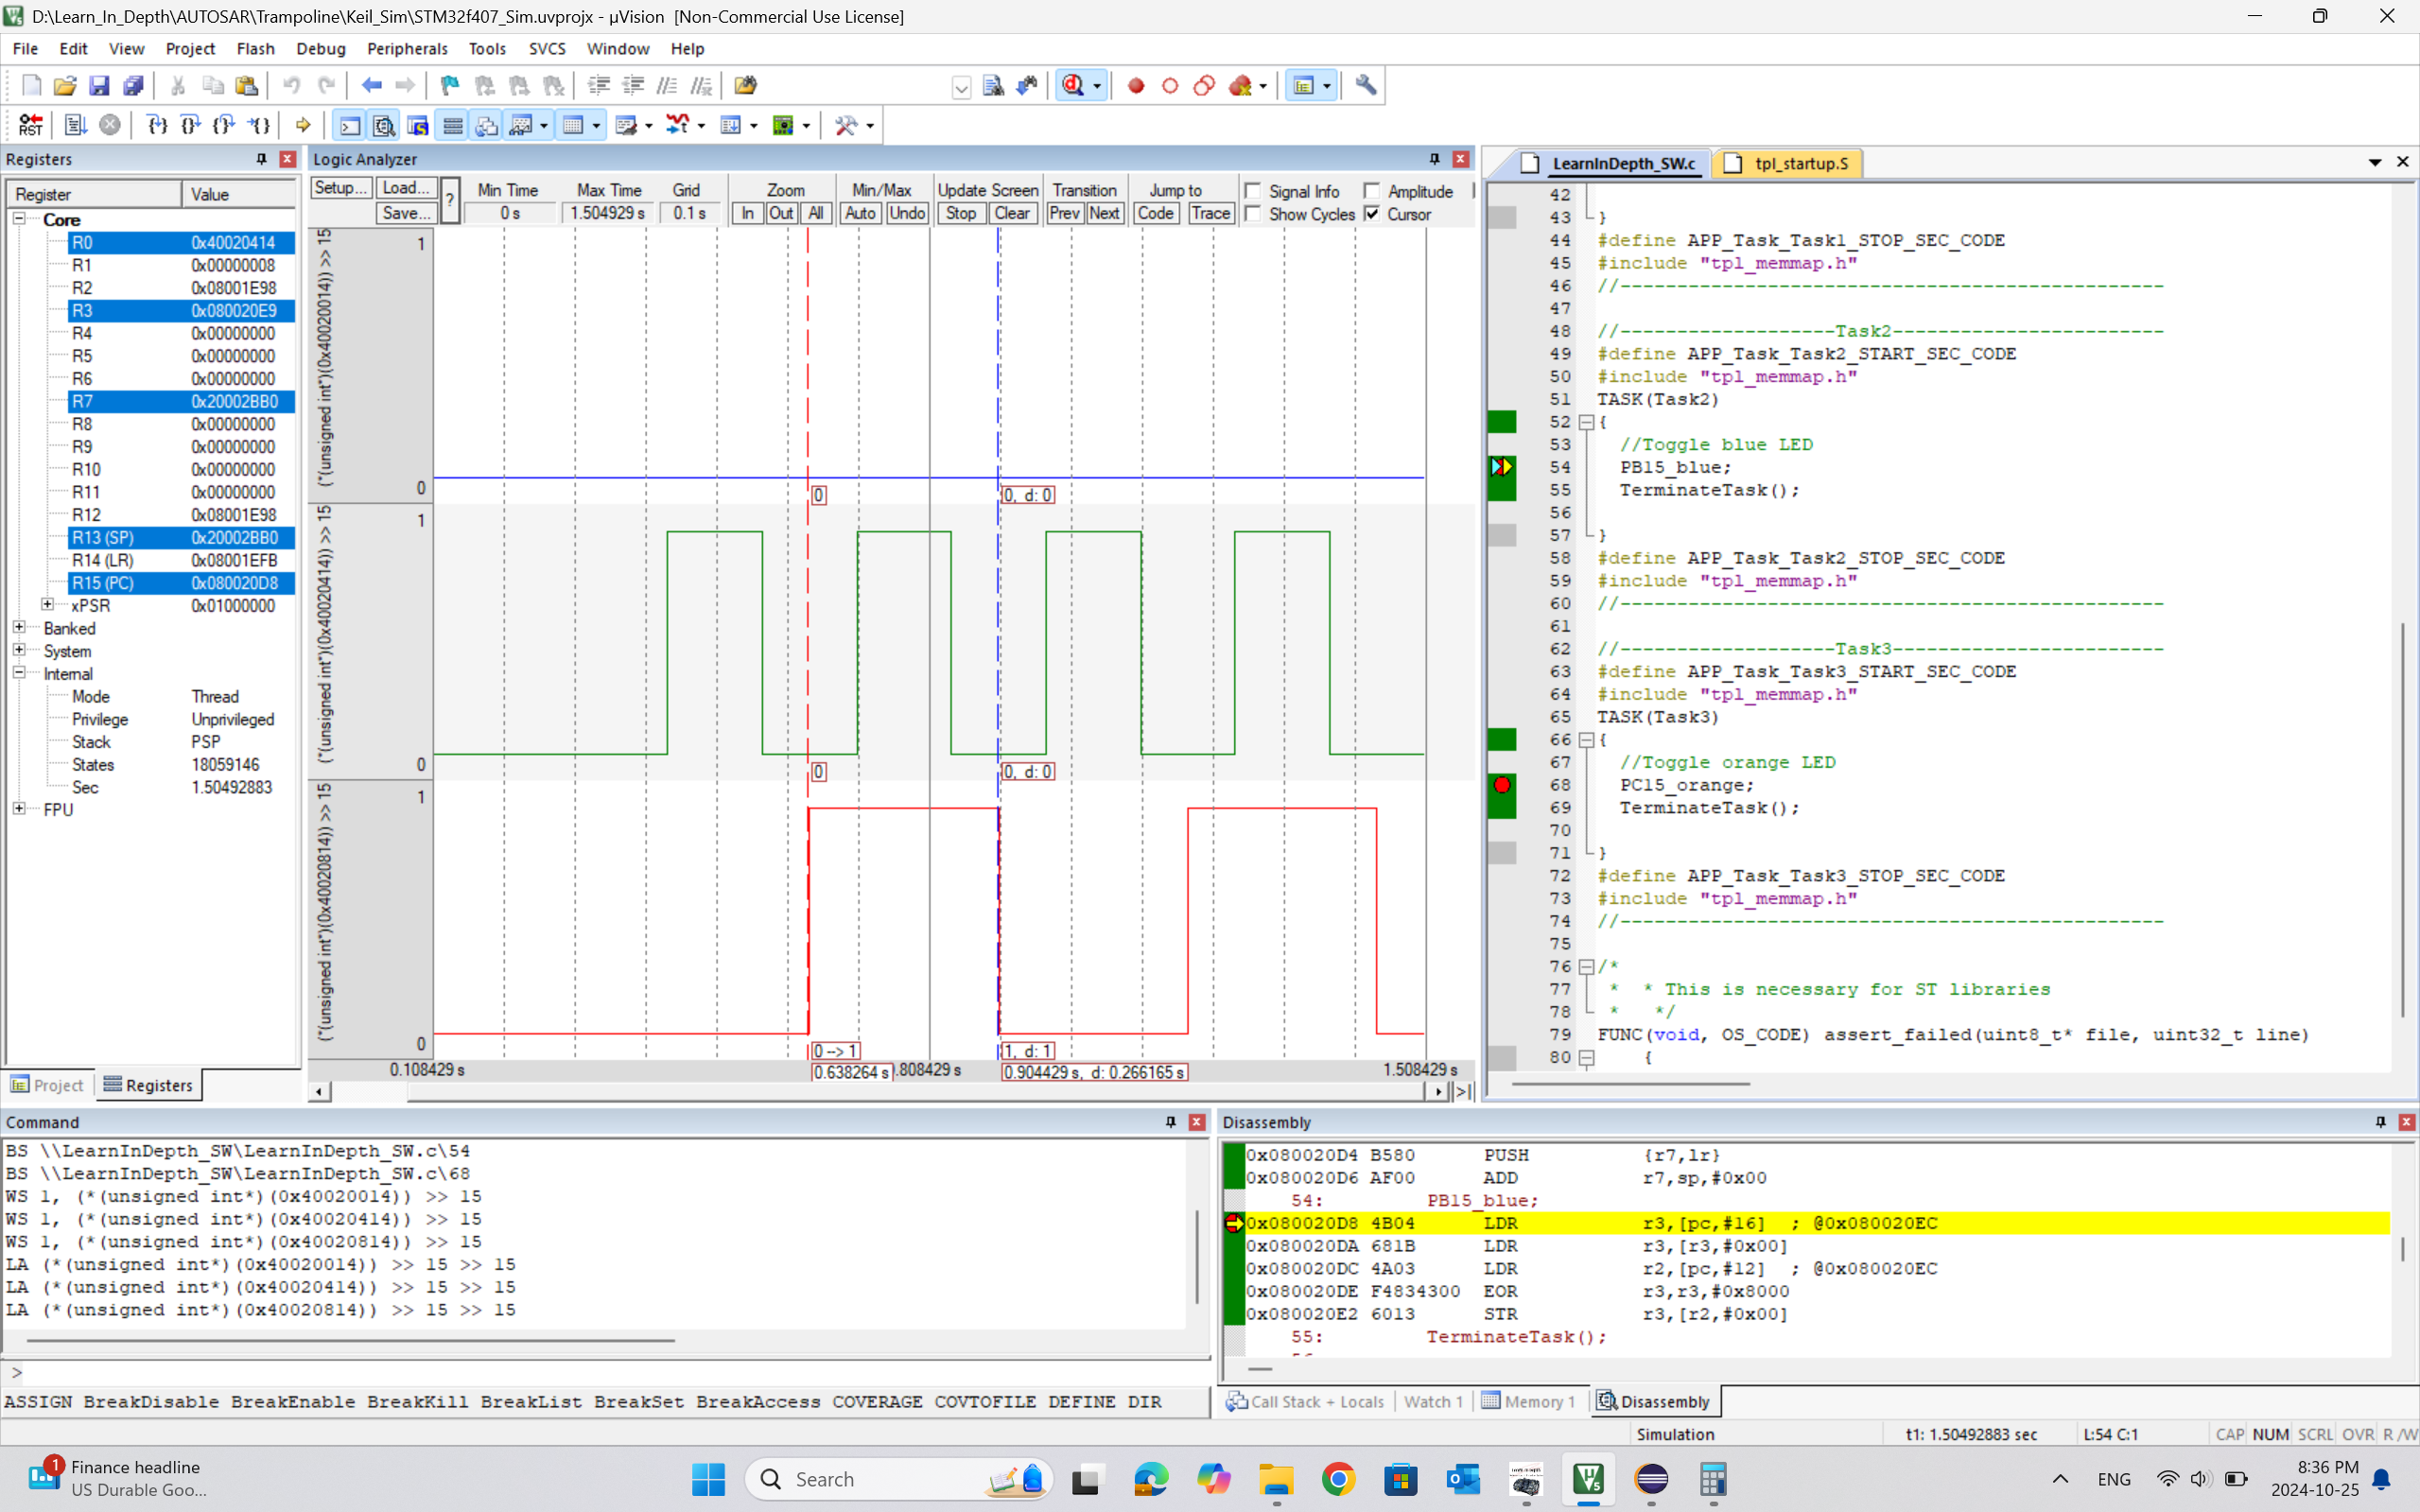 D:\Learn_In_Depth\AUTOSAR\Trampoline\Keil_Sim\STM32f407_Sim.uvprojx - µVision [Non-Commercial Use License]
File Edit View Project Flash Debug Peripherals Tools SVCS Window Help
Registers
Register Value
Core
R0 0x40020414
R1 0x00000008
R2 0x08001E98
R3 0x080020E9
R4 0x00000000
R5 0x00000000
R6 0x00000000
R7 0x20002BB0
R8 0x00000000
R9 0x00000000
R10 0x00000000
R11 0x00000000
R12 0x08001E98
R13 (SP) 0x20002BB0
R14 (LR) 0x08001EFB
R15 (PC) 0x080020D8
xPSR 0x01000000
Banked
System
Internal
Mode Thread
Privilege Unprivileged
Stack PSP
States 18059146
Sec 1.50492883
FPU
Project Registers
Logic Analyzer
Setup... Load... ? Min Time Max Time Grid Zoom Min/Max Update Screen Transition Jump to Signal Info Amplitude
Save... 0 s 1.504929 s 0.1 s In Out All Auto Undo Stop Clear Prev Next Code Trace Show Cycles Cursor
(*(unsigned int*)(0x40020014)) >> 15
1
0
0
0, d: 0
(*(unsigned int*)(0x40020414)) >> 15
1
0
0
0, d: 0
(*(unsigned int*)(0x40020814)) >> 15
1
0
0 --> 1
1, d: 1
0.108429 s 0.638264 s ).808429 s 0.904429 s, d: 0.266165 s 1.508429 s
LearnInDepth_SW.c tpl_startup.S
42
43 }
44 #define APP_Task_Task1_STOP_SEC_CODE
45 #include "tpl_memmap.h"
46 //------------------------------------------------
47
48 //-------------------Task2------------------------
49 #define APP_Task_Task2_START_SEC_CODE
50 #include "tpl_memmap.h"
51 TASK(Task2)
52 {
53 //Toggle blue LED
54 PB15_blue;
55 TerminateTask();
56
57 }
58 #define APP_Task_Task2_STOP_SEC_CODE
59 #include "tpl_memmap.h"
60 //------------------------------------------------
61
62 //-------------------Task3------------------------
63 #define APP_Task_Task3_START_SEC_CODE
64 #include "tpl_memmap.h"
65 TASK(Task3)
66 {
67 //Toggle orange LED
68 PC15_orange;
69 TerminateTask();
70
71 }
72 #define APP_Task_Task3_STOP_SEC_CODE
73 #include "tpl_memmap.h"
74 //------------------------------------------------
75
76 /*
77 * * This is necessary for ST libraries
78 * */
79 FUNC(void, OS_CODE) assert_failed(uint8_t* file, uint32_t line)
80 {
Command
BS \\LearnInDepth_SW\LearnInDepth_SW.c\54
BS \\LearnInDepth_SW\LearnInDepth_SW.c\68
WS 1, (*(unsigned int*)(0x40020014)) >> 15
WS 1, (*(unsigned int*)(0x40020414)) >> 15
WS 1, (*(unsigned int*)(0x40020814)) >> 15
LA (*(unsigned int*)(0x40020014)) >> 15 >> 15
LA (*(unsigned int*)(0x40020414)) >> 15 >> 15
LA (*(unsigned int*)(0x40020814)) >> 15 >> 15
>
ASSIGN BreakDisable BreakEnable BreakKill BreakList BreakSet BreakAccess COVERAGE COVTOFILE DEFINE DIR
Disassembly
0x080020D4 B580 PUSH {r7,lr}
0x080020D6 AF00 ADD r7,sp,#0x00
54: PB15_blue;
0x080020D8 4B04 LDR r3,[pc,#16] ; @0x080020EC
0x080020DA 681B LDR r3,[r3,#0x00]
0x080020DC 4A03 LDR r2,[pc,#12] ; @0x080020EC
0x080020DE F4834300 EOR r3,r3,#0x8000
0x080020E2 6013 STR r3,[r2,#0x00]
55: TerminateTask();
Call Stack + Locals Watch 1 Memory 1 Disassembly
Simulation t1: 1.50492883 sec L:54 C:1 CAP NUM SCRL OVR R/W
1 Finance headline
US Durable Goo...
Search
ENG
8:36 PM
2024-10-25